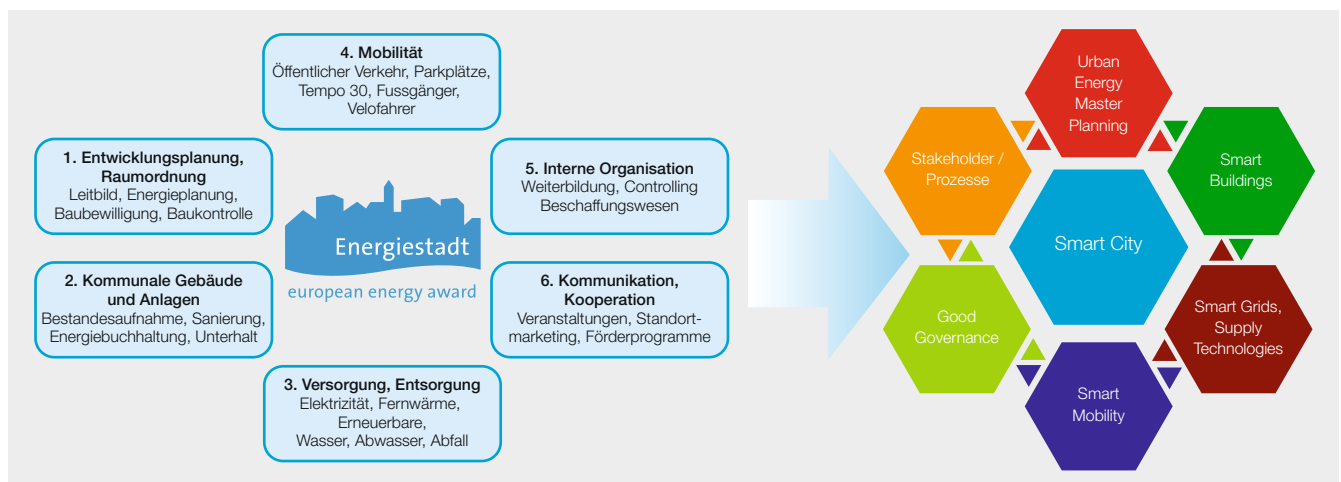 4. Mobilität
Öffentlicher Verkehr, Parkplätze,
Tempo 30, Fussgänger,
Velofahrer
1. Entwicklungsplanung,
Raumordnung
Leitbild, Energieplanung,
Baubewilligung, Baukontrolle
5. Interne Organisation
Weiterbildung, Controlling
Beschaffungswesen
Energiestadt
european energy award
2. Kommunale Gebäude
und Anlagen
Bestandesaufnahme, Sanierung,
Energiebuchhaltung, Unterhalt
6. Kommunikation,
Kooperation
Veranstaltungen, Standort-
marketing, Förderprogramme
3. Versorgung, Entsorgung
Elektrizität, Fernwärme,
Erneuerbare,
Wasser, Abwasser, Abfall
Urban
Energy
Master
Planning
Stakeholder /
Prozesse
Smart
Buildings
Smart City
Good
Governance
Smart Grids,
Supply
Technologies
Smart
Mobility